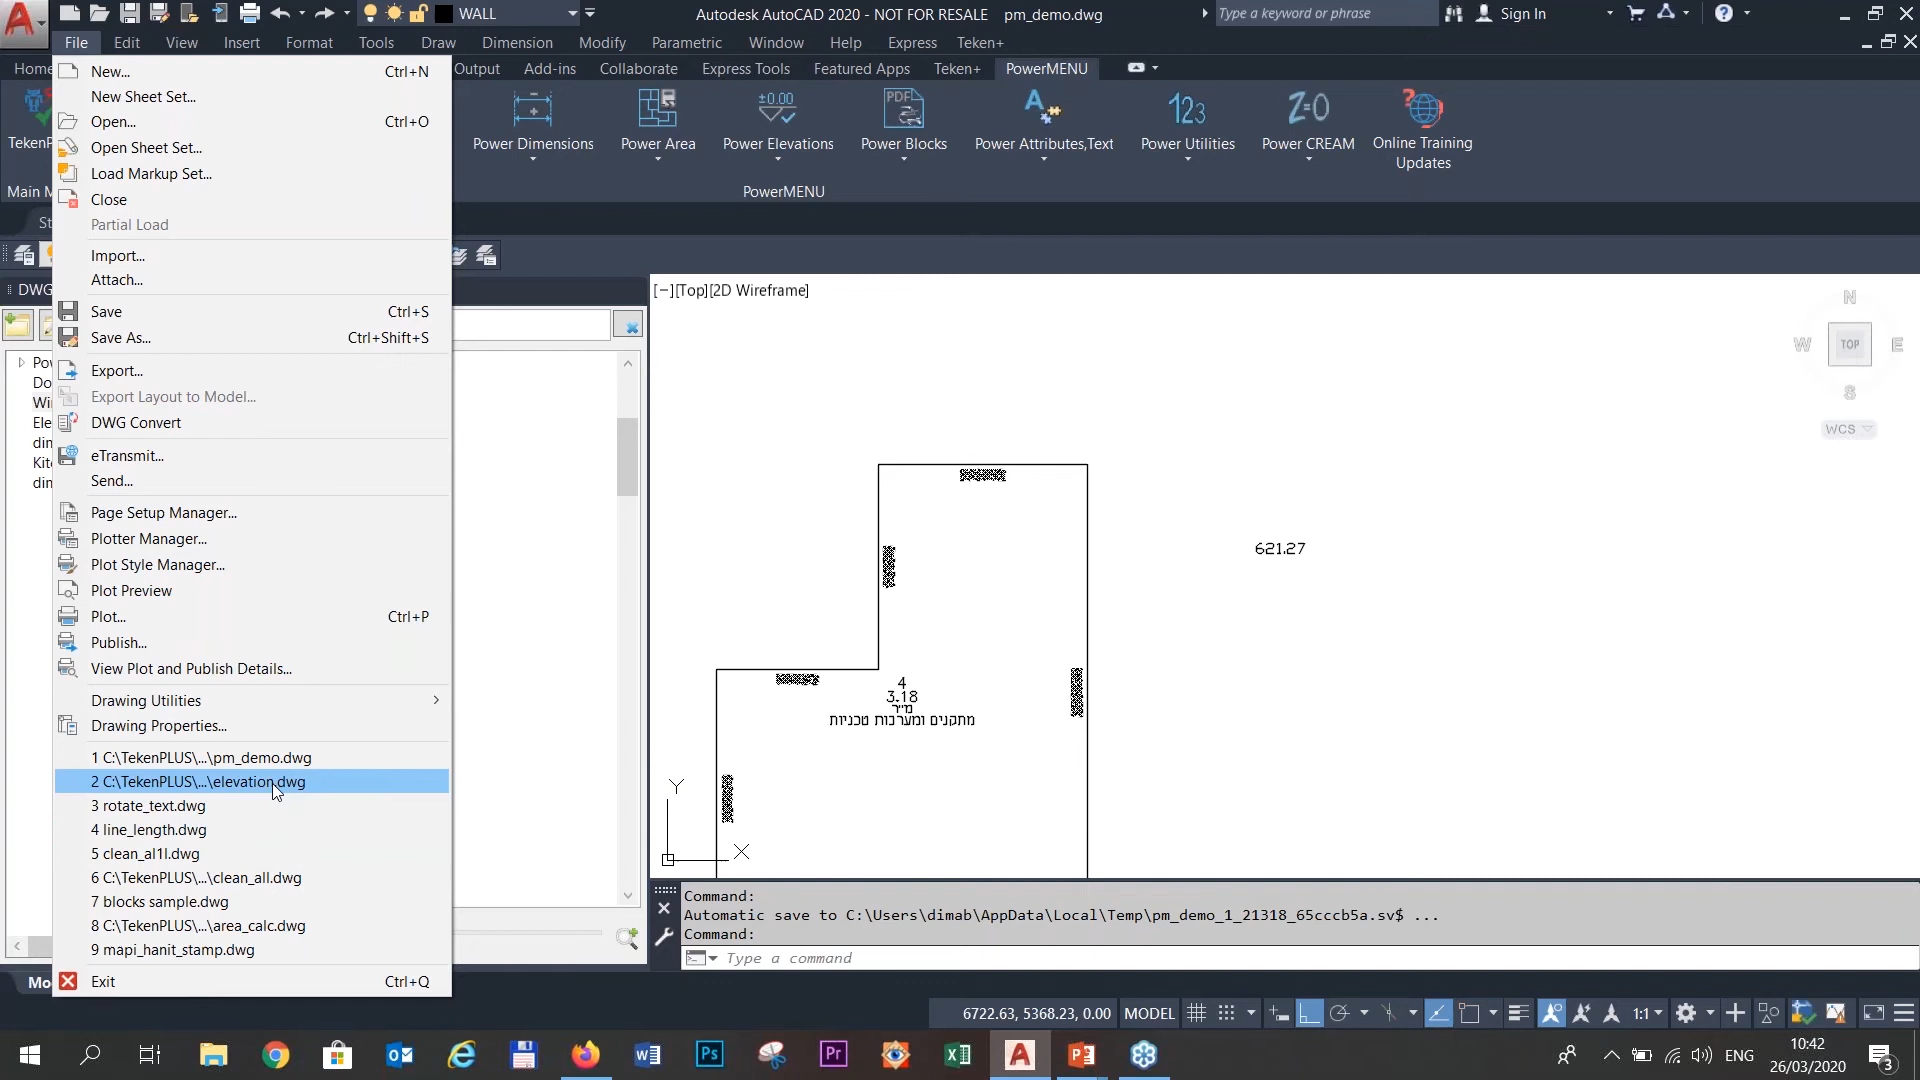 WALL
Autodesk AutoCAD 2020 - NOT FOR RESALE pm_demo.dwg
Type a keyword or phrase
Sign In
File Edit View Insert Format Tools Draw Dimension Modify Parametric Window Help Express Teken+
Output Add-ins Collaborate Express Tools Featured Apps Teken+ PowerMENU
Power Dimensions
Power Area
±0.00
Power Elevations
PDF
Power Blocks
Power Attributes,Text
123
Power Utilities
Z=0
Power CREAM
Online Training
Updates
PowerMENU
New... Ctrl+N
New Sheet Set...
Open... Ctrl+O
Open Sheet Set...
Load Markup Set...
Close
Partial Load
Import...
Attach...
Save Ctrl+S
Save As... Ctrl+Shift+S
Export...
Export Layout to Model...
DWG Convert
eTransmit...
Send...
Page Setup Manager...
Plotter Manager...
Plot Style Manager...
Plot Preview
Plot... Ctrl+P
Publish...
View Plot and Publish Details...
Drawing Utilities
Drawing Properties...
1 C:\TekenPLUS\...\pm_demo.dwg
2 C:\TekenPLUS\...\elevation.dwg
3 rotate_text.dwg
4 line_length.dwg
5 clean_al1l.dwg
6 C:\TekenPLUS\...\clean_all.dwg
7 blocks sample.dwg
8 C:\TekenPLUS\...\area_calc.dwg
9 mapi_hanit_stamp.dwg
Exit Ctrl+Q
DWG
[−][Top][2D Wireframe]
N
W TOP E
S
WCS
621.27
4
3.18
מ"ר
מתקנים ומערכות טכניות
Y
X
Command:
Automatic save to C:\Users\dimab\AppData\Local\Temp\pm_demo_1_21318_65cccb5a.sv$ ...
Command:
Type a command
6722.63, 5368.23, 0.00 MODEL
1:1
ENG
10:42
26/03/2020
3